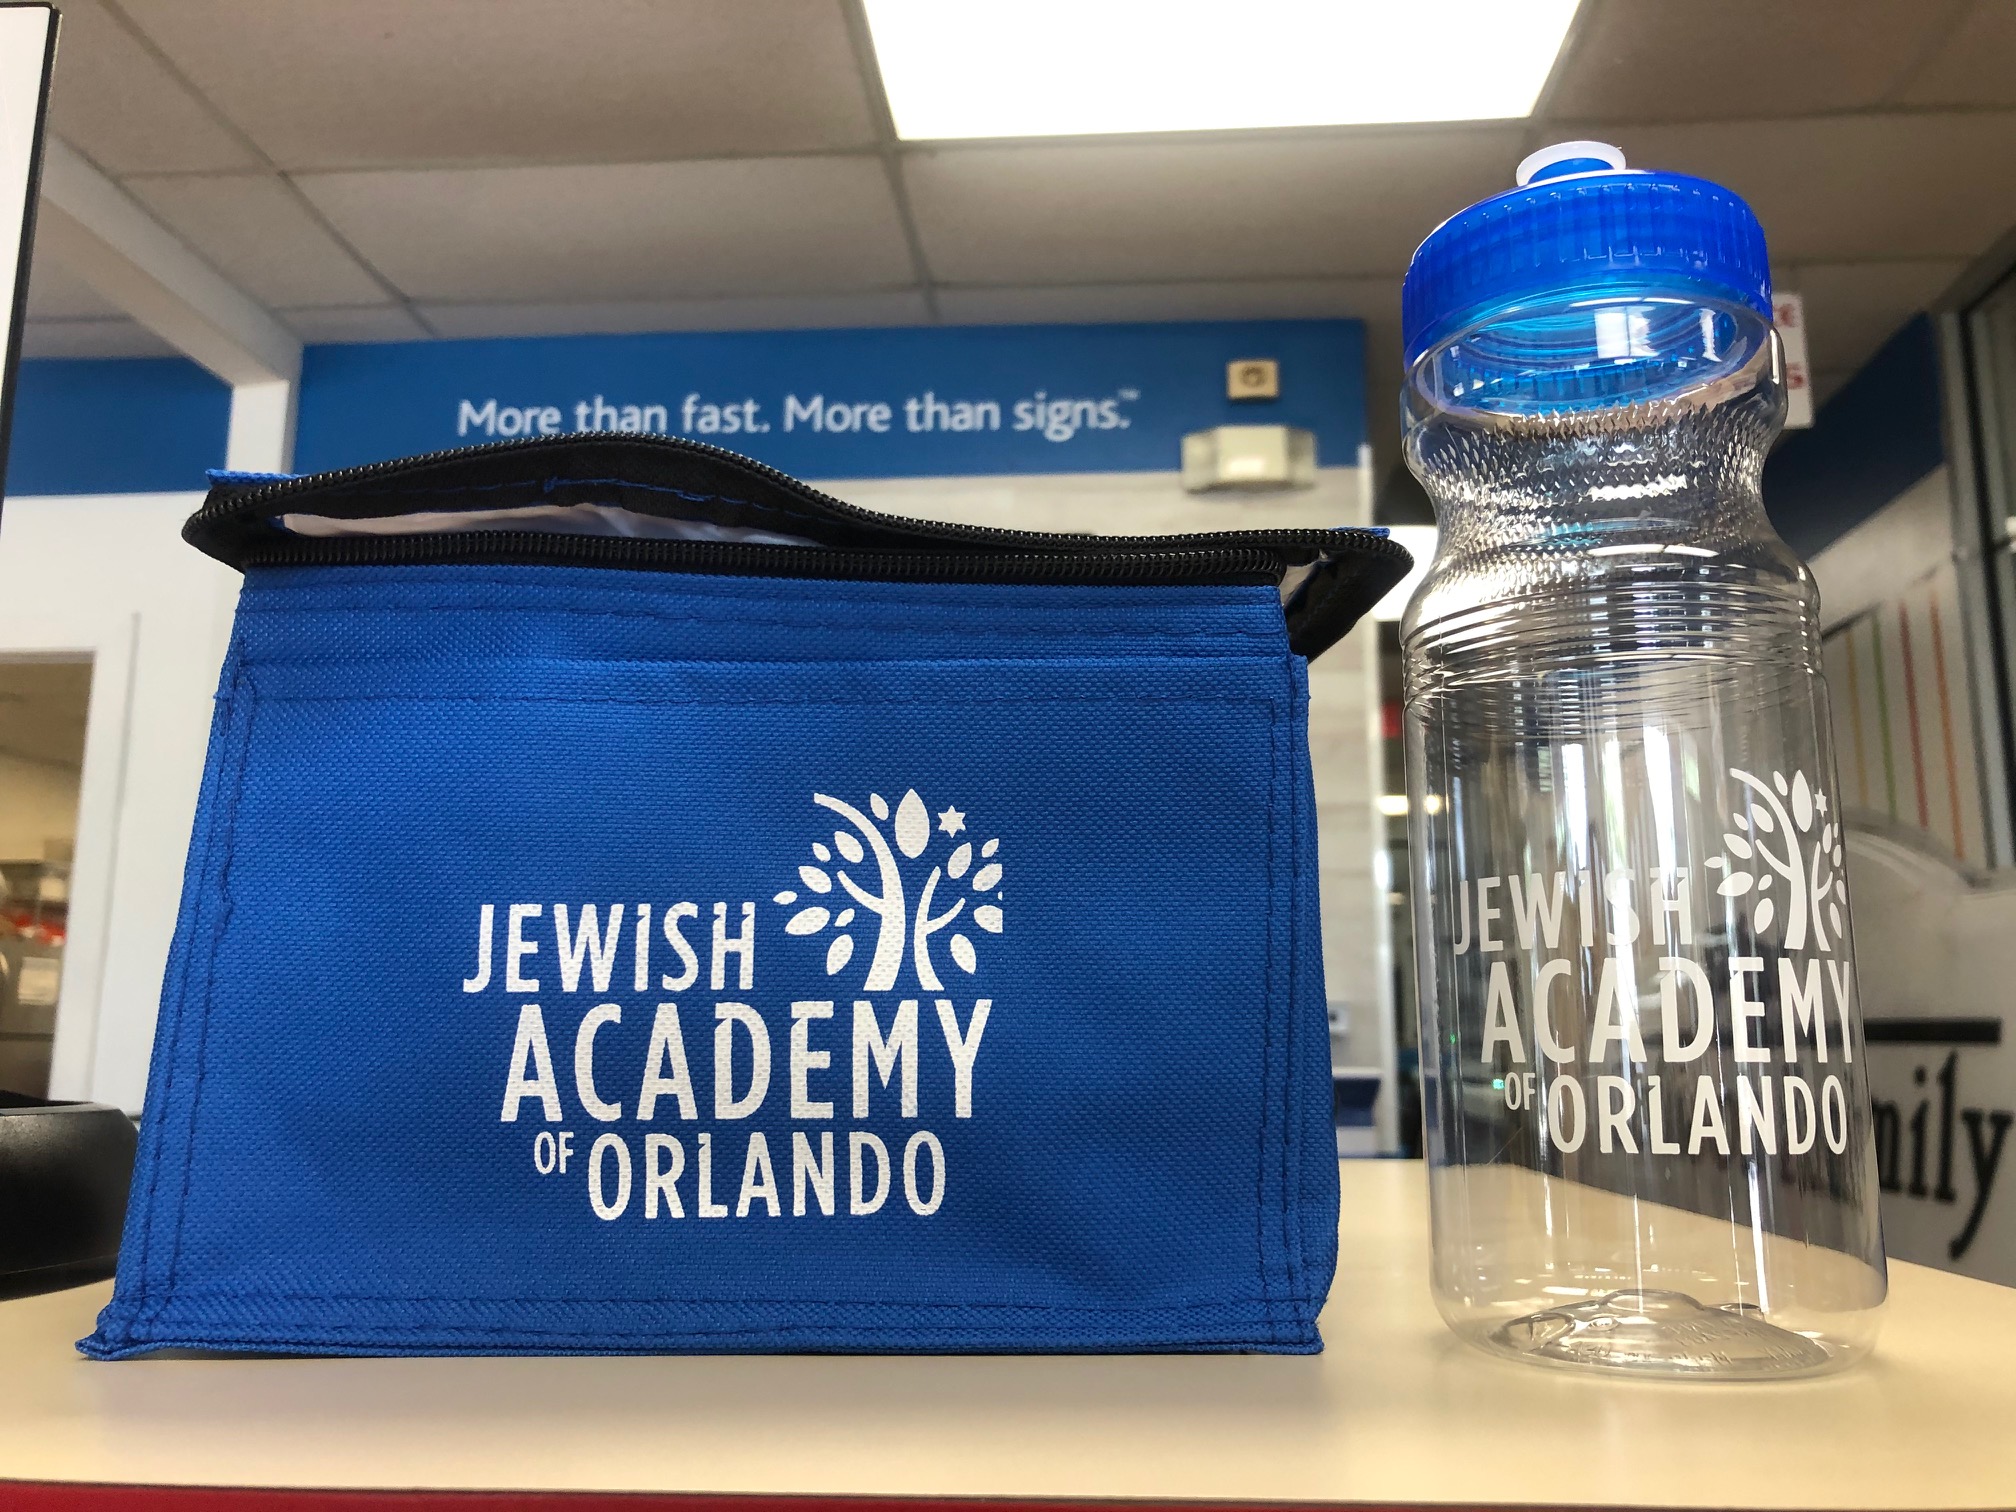 More than fast. More than signs.™
JEWISH
ACADEMY
OF ORLANDO
JEWISH
ACADEMY
OF ORLANDO